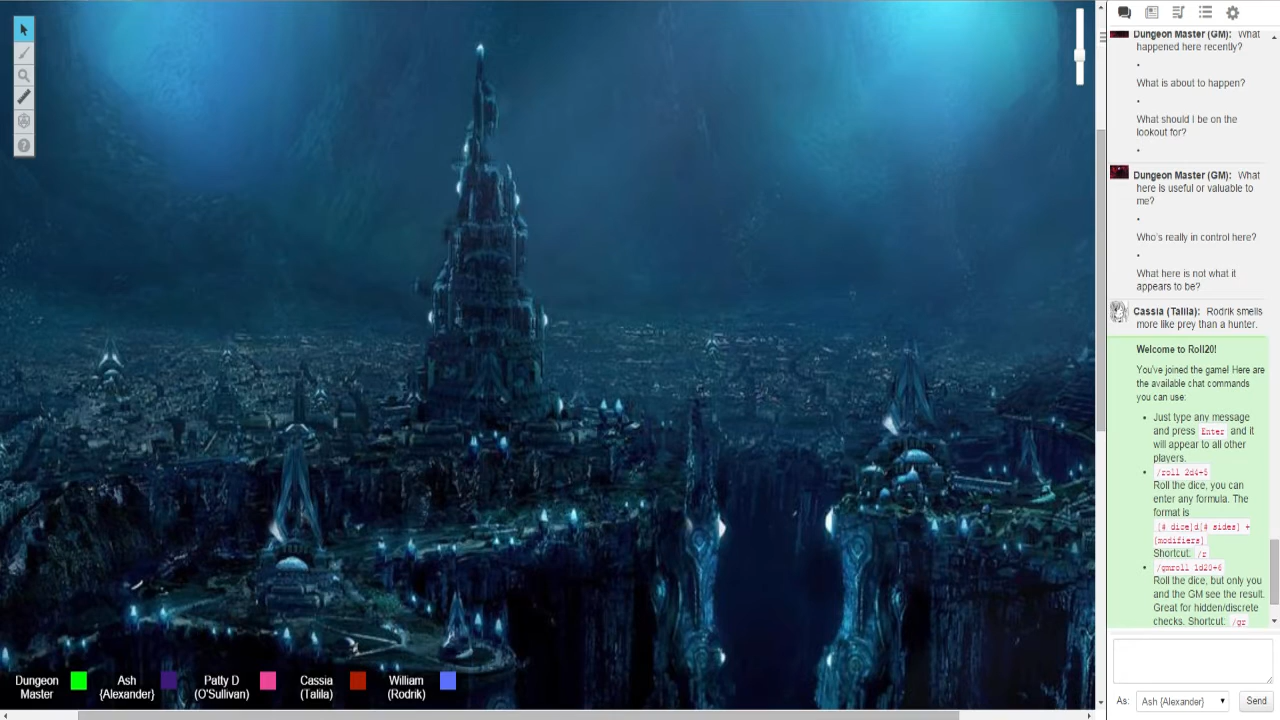 Dungeon Master (GM): What
happened here recently?
•
What is about to happen?
•
What should I be on the
lookout for?
•
Dungeon Master (GM): What
here is useful or valuable to
me?
•
Who's really in control here?
•
What here is not what it
appears to be?
Cassia (Talila): Rodrik smells
more like prey than a hunter.
Welcome to Roll20!
You've joined the game! Here are
the available chat commands
you can use:
• Just type any message
and press Enter and it
will appear to all other
players.
• /roll 2d4+5
Roll the dice, you can
enter any formula. The
format is
[# dice]d[# sides] +
[modifiers]
Shortcut: /r
• /gmroll 1d20+6
Roll the dice, but only you
and the GM see the result.
Great for hidden/discrete
checks. Shortcut: /gr
Dungeon
Master
Ash
{Alexander}
Patty D
(O'Sullivan)
Cassia
(Talila)
William
(Rodrik)
As: Ash {Alexander} Send